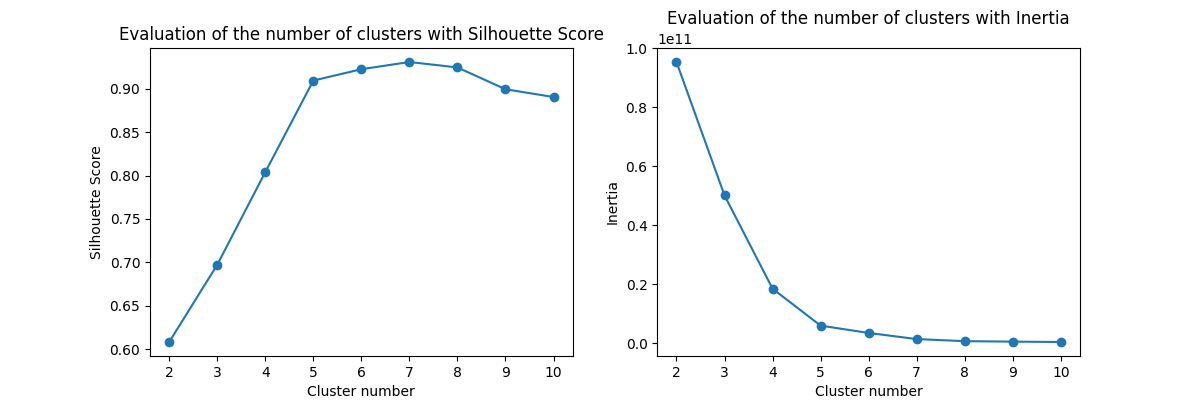 Evaluation of the number of clusters with Silhouette Score
0.90
0.85
0.80
0.75
0.70
0.65
0.60
Silhouette Score
2 3 4 5 6 7 8 9 10
Cluster number
Evaluation of the number of clusters with Inertia
1e11
1.0
0.8
0.6
0.4
0.2
0.0
Inertia
2 3 4 5 6 7 8 9 10
Cluster number